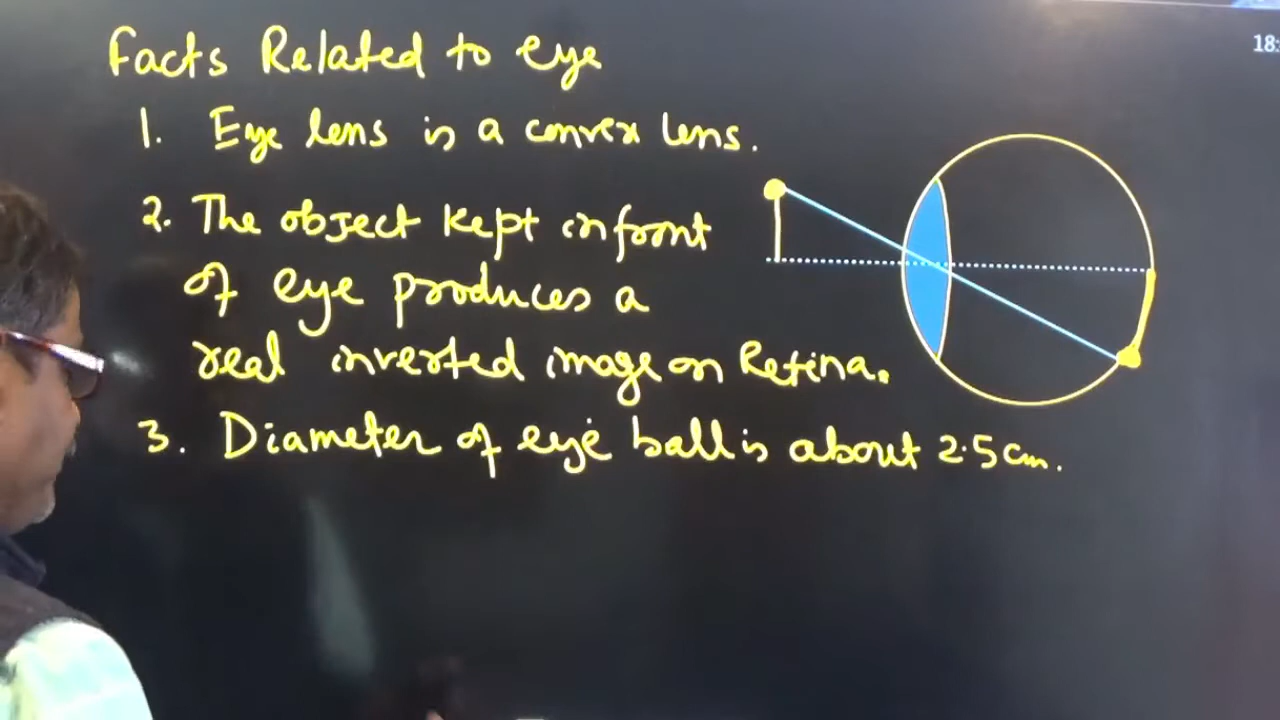 Facts Related to eye
1. Eye lens is a convex lens.
2. The object kept infront
of eye produces a
real inverted image on Retina.
3. Diameter of eye ball is about 2.5 cm.
18: